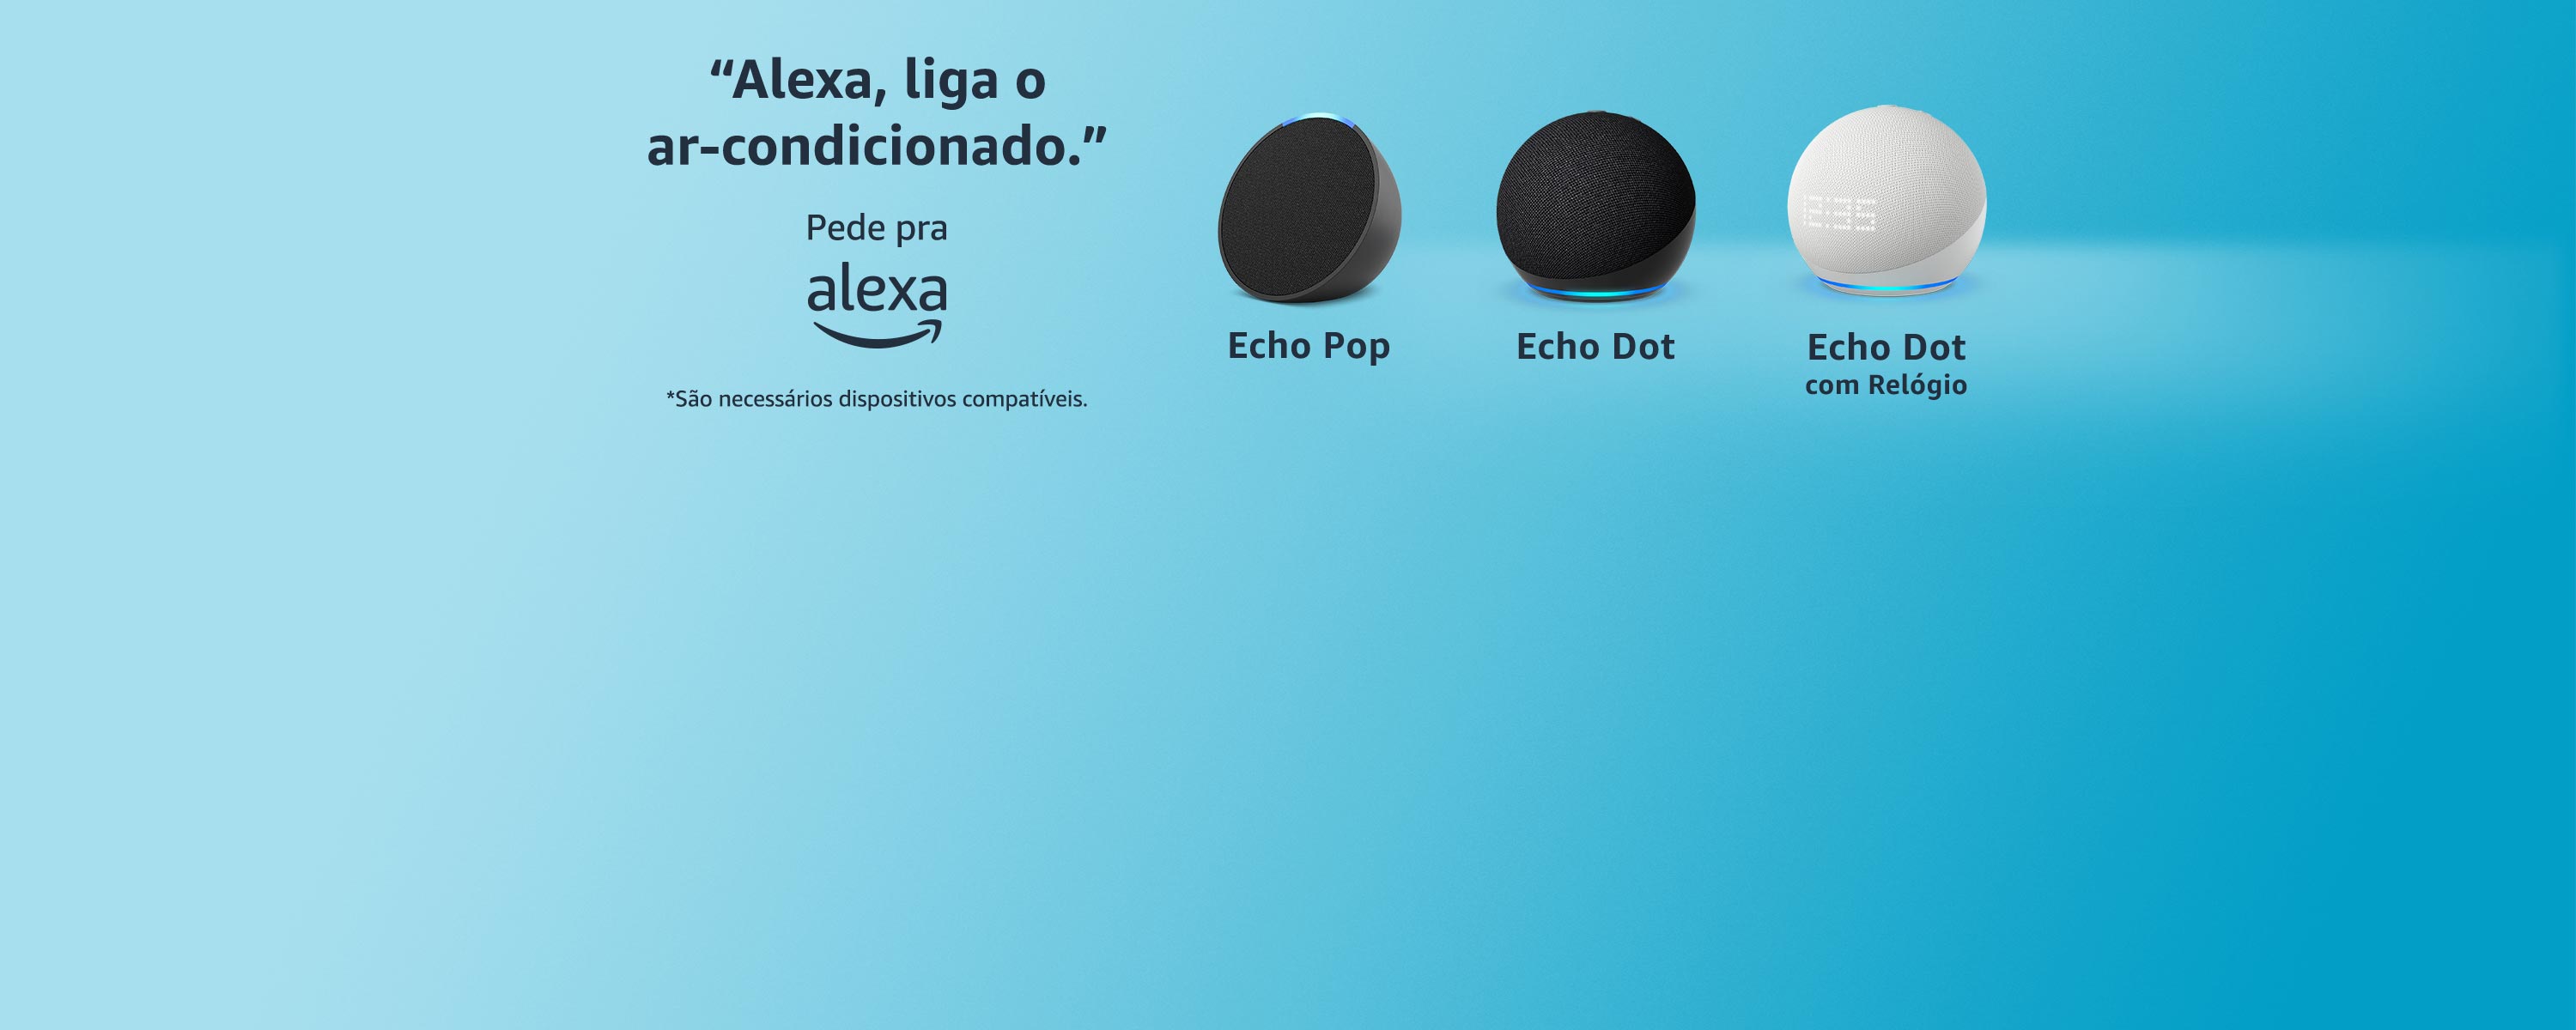 “Alexa, liga o
ar-condicionado.”
Pede pra
alexa
*São necessários dispositivos compatíveis.
12:35
Echo Pop
Echo Dot
Echo Dot
com Relógio